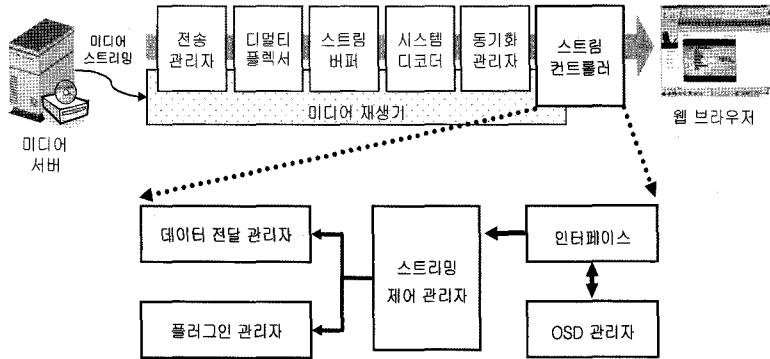 미디어
스트리밍
전송
관리자
디멀티
플렉서
스트림
버퍼
시스템
디코더
동기화
관리자
스트림
컨트롤러
미디어 재생기
미디어
서버
웹 브라우저
데이터 전달 관리자
플러그인 관리자
스트리밍
제어 관리자
인터페이스
OSD 관리자